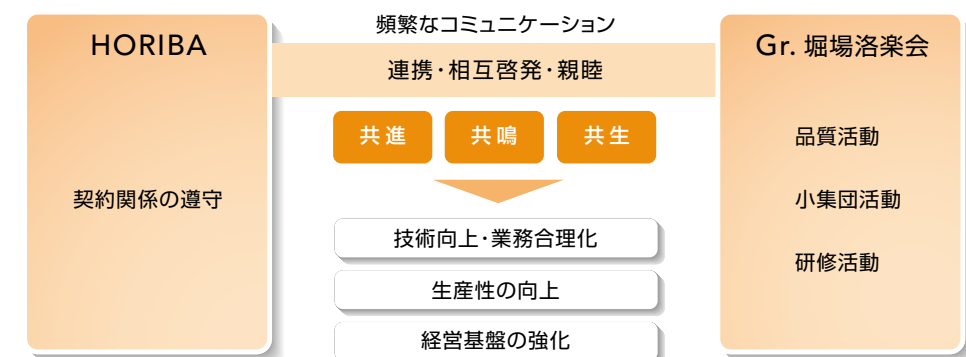 HORIBA
契約関係の遵守
頻繁なコミュニケーション
連携・相互啓発・親睦
共進
共鳴
共生
技術向上・業務合理化
生産性の向上
経営基盤の強化
Gr. 堀場洛楽会
品質活動
小集団活動
研修活動